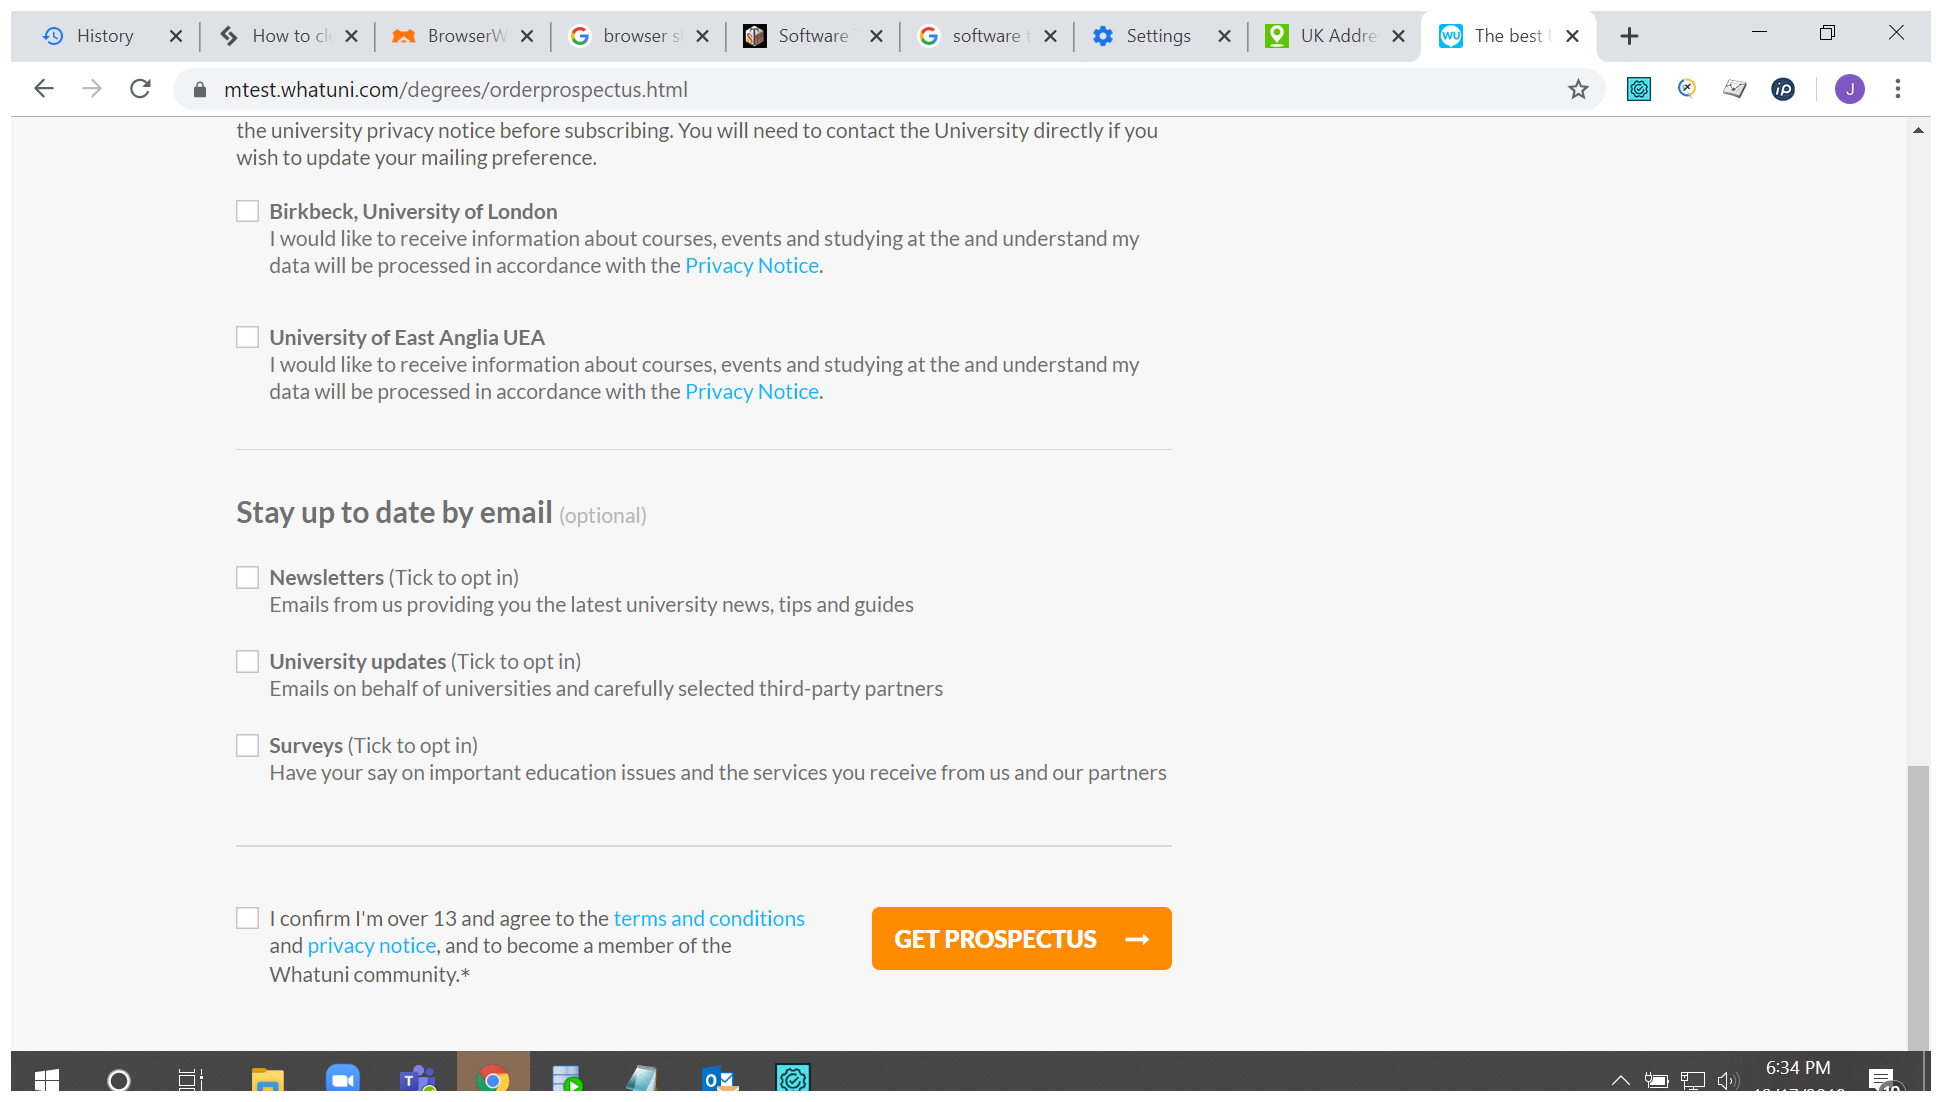 History
How to cl
BrowserW
browser s
Software
software t
Settings
UK Addre
The best
mtest.whatuni.com/degrees/orderprospectus.html
J
the university privacy notice before subscribing. You will need to contact the University directly if you
wish to update your mailing preference.
Birkbeck, University of London
I would like to receive information about courses, events and studying at the and understand my
data will be processed in accordance with the Privacy Notice.
University of East Anglia UEA
I would like to receive information about courses, events and studying at the and understand my
data will be processed in accordance with the Privacy Notice.
Stay up to date by email (optional)
Newsletters (Tick to opt in)
Emails from us providing you the latest university news, tips and guides
University updates (Tick to opt in)
Emails on behalf of universities and carefully selected third-party partners
Surveys (Tick to opt in)
Have your say on important education issues and the services you receive from us and our partners
I confirm I'm over 13 and agree to the terms and conditions
and privacy notice, and to become a member of the
Whatuni community.*
GET PROSPECTUS
6:34 PM